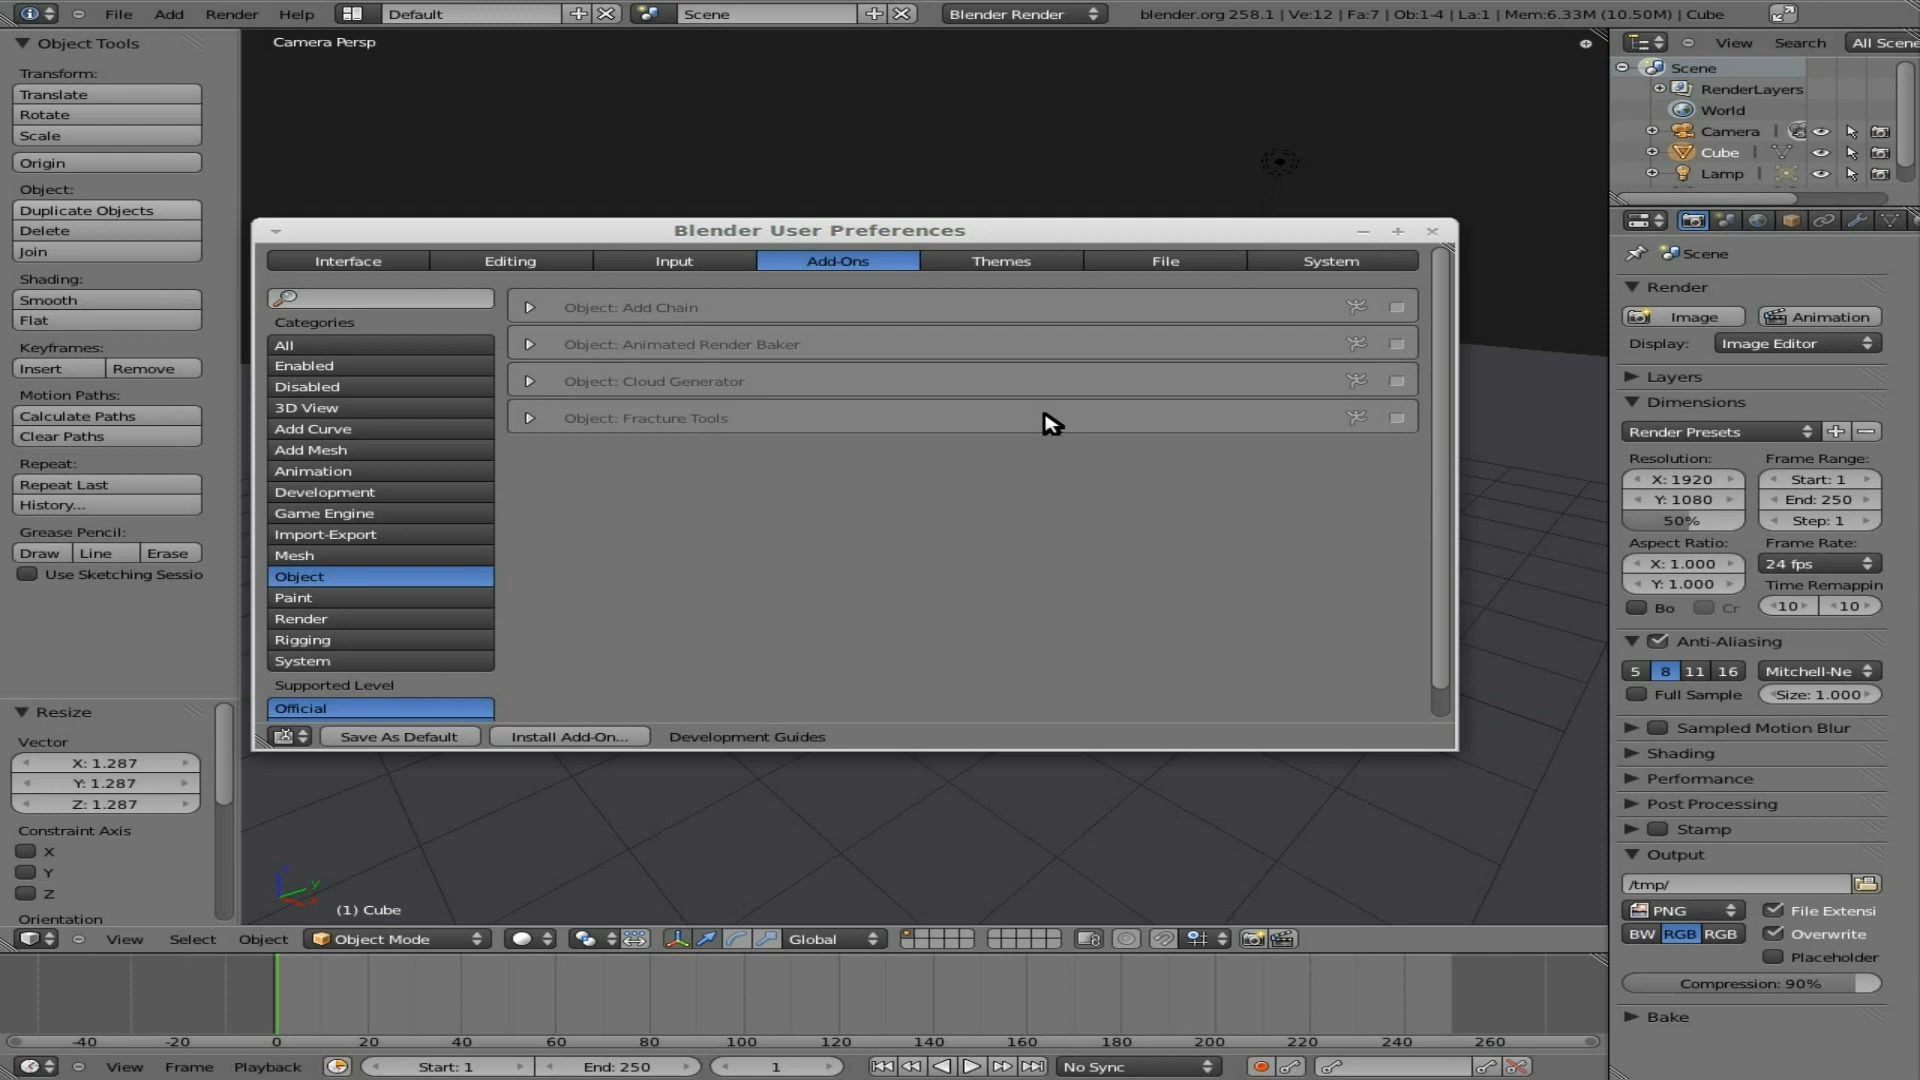 File Add Render Help Default Scene Blender Render blender.org 258.1 | Ve:12 | Fa:7 | Ob:1-4 | La:1 | Mem:6.33M (10.50M) | Cube
Object Tools
Transform:
Translate
Rotate
Scale
Origin
Object:
Duplicate Objects
Delete
Join
Shading:
Smooth
Flat
Keyframes:
Insert Remove
Motion Paths:
Calculate Paths
Clear Paths
Repeat:
Repeat Last
History...
Grease Pencil:
Draw Line Erase
Use Sketching Sessio
Resize
Vector
X: 1.287
Y: 1.287
Z: 1.287
Constraint Axis
X
Y
Z
Orientation
Camera Persp
Blender User Preferences
Interface Editing Input Add-Ons Themes File System
Categories
All
Enabled
Disabled
3D View
Add Curve
Add Mesh
Animation
Development
Game Engine
Import-Export
Mesh
Object
Paint
Render
Rigging
System
Supported Level
Official
Object: Add Chain
Object: Animated Render Baker
Object: Cloud Generator
Object: Fracture Tools
Save As Default Install Add-On... Development Guides
y
(1) Cube
View Select Object Object Mode Global
-40 -20 0 20 40 60 80 100 120 140 160 180 200 220 240 260
View Frame Playback Start: 1 End: 250 1 No Sync
View Search All Scene
Scene
RenderLayers
World
Camera
Cube
Lamp
Scene
Render
Image Animation
Display: Image Editor
Layers
Dimensions
Render Presets
Resolution: Frame Range:
X: 1920 Start: 1
Y: 1080 End: 250
50% Step: 1
Aspect Ratio: Frame Rate:
X: 1.000 24 fps
Y: 1.000 Time Remappin
Bo Cr 10 10
Anti-Aliasing
5 8 11 16 Mitchell-Ne
Full Sample Size: 1.000
Sampled Motion Blur
Shading
Performance
Post Processing
Stamp
Output
/tmp/
PNG File Extensi
BW RGB RGB Overwrite
Placeholder
Compression: 90%
Bake